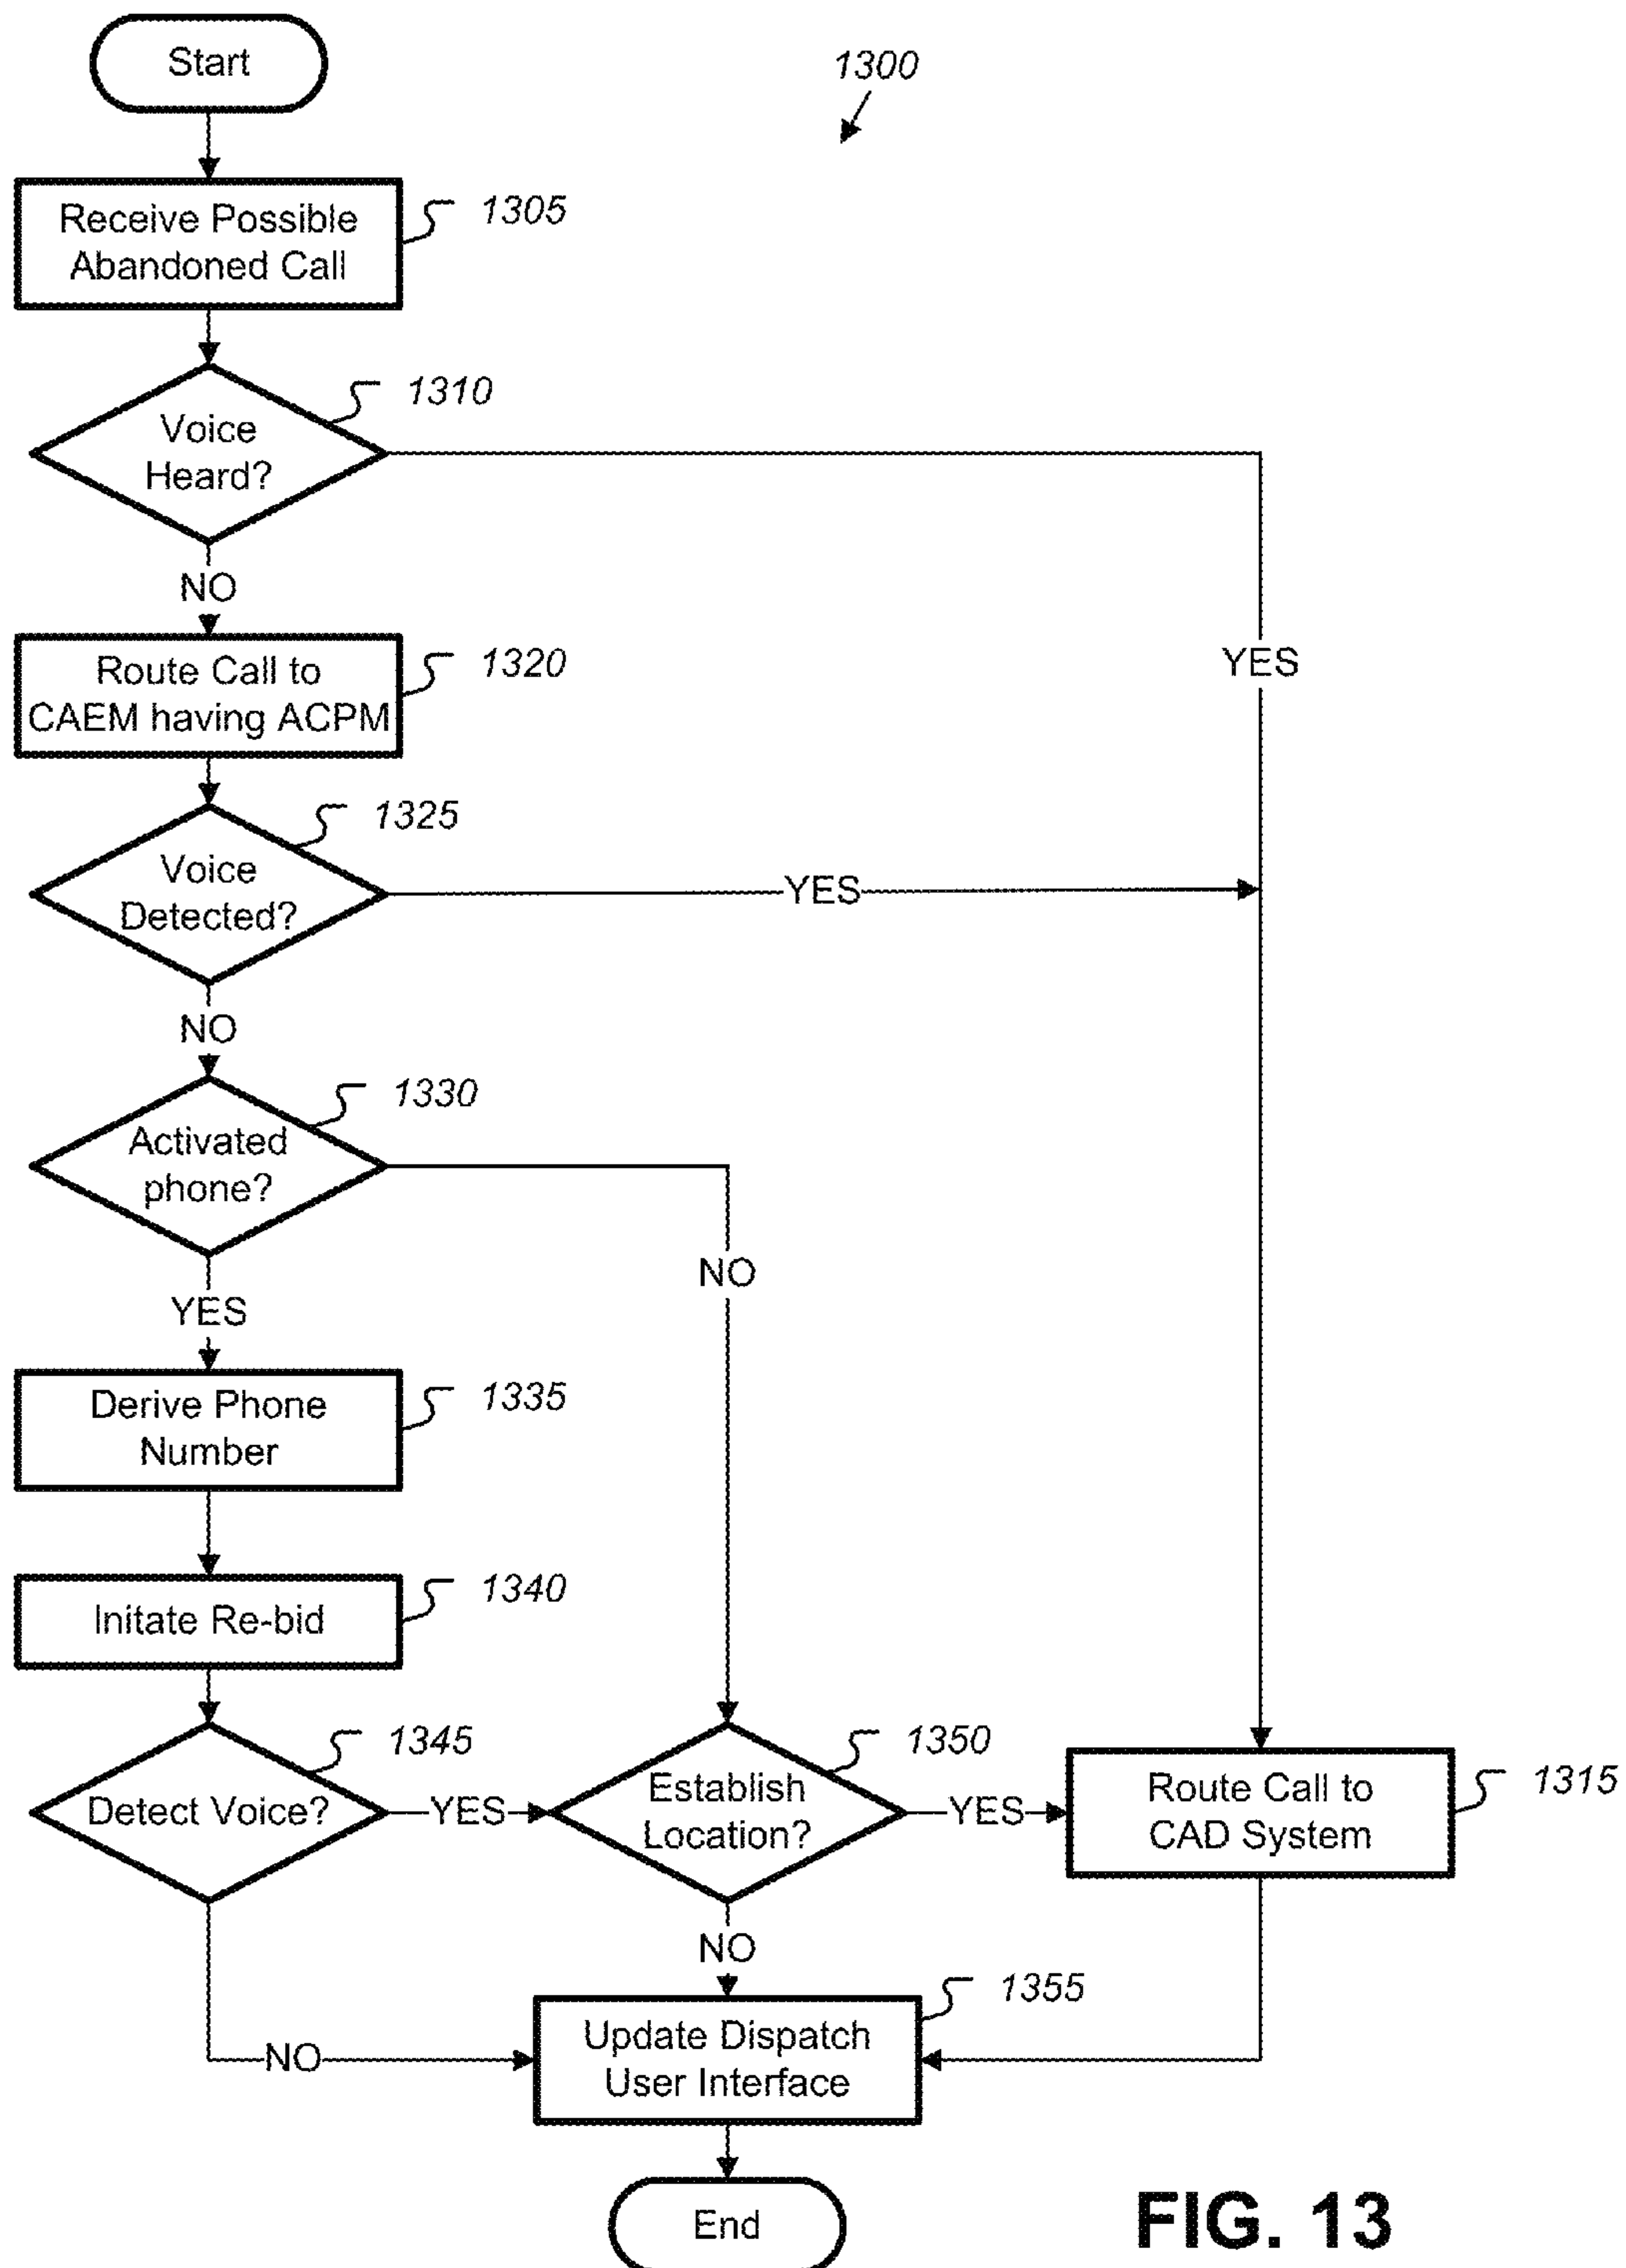 Start
1300
Receive Possible
Abandoned Call
1305
Voice
Heard?
1310
NO
YES
Route Call to
CAEM having ACPM
1320
Voice
Detected?
1325
YES
NO
Activated
phone?
1330
NO
YES
Derive Phone
Number
1335
Initate Re-bid
1340
Detect Voice?
1345
YES
Establish
Location?
1350
YES
Route Call to
CAD System
1315
NO
NO
Update Dispatch
User Interface
1355
End
FIG. 13